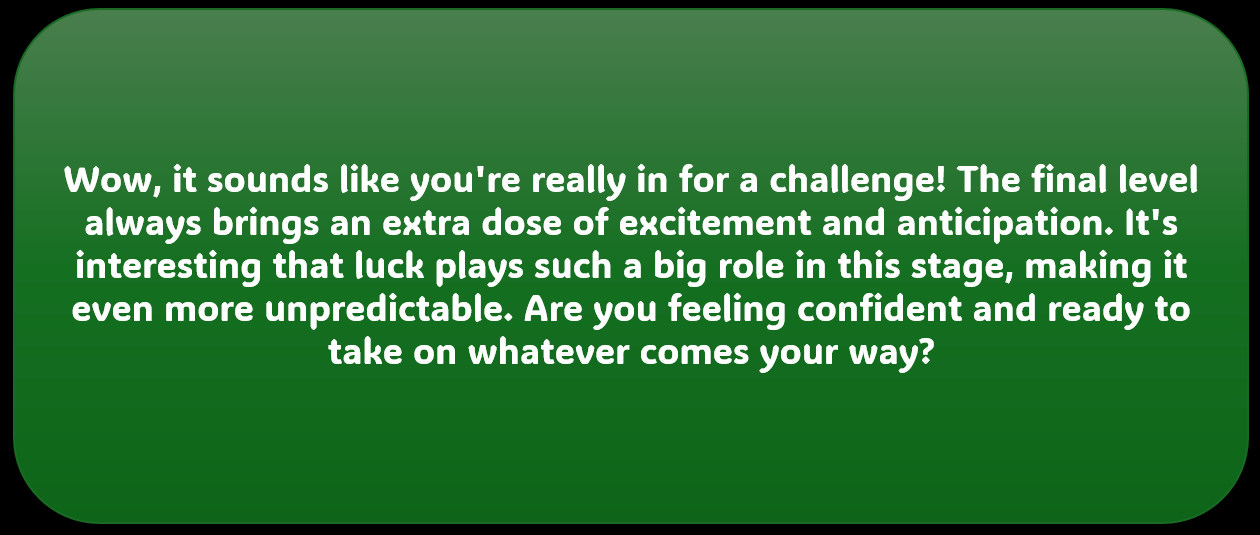 Wow, it sounds like you're really in for a challenge! The final level
always brings an extra dose of excitement and anticipation. It's
interesting that luck plays such a big role in this stage, making it
even more unpredictable. Are you feeling confident and ready to
take on whatever comes your way?